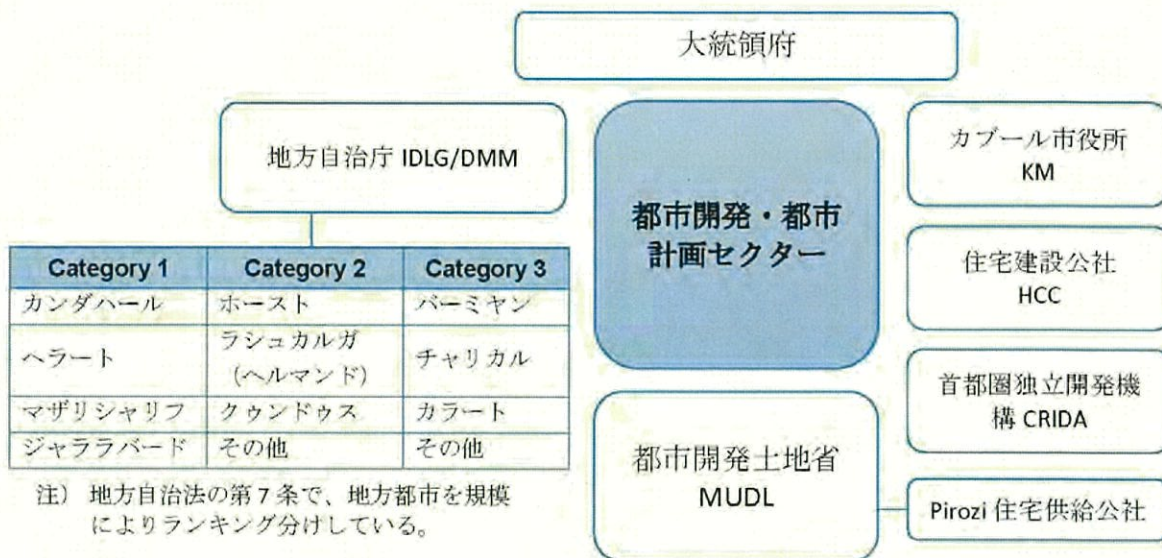 大統領府
地方自治庁 IDLG/DMM
都市開発・都市
計画セクター
カブール市役所
KM
住宅建設公社
HCC
首都圏独立開発機
構 CRIDA
都市開発土地省
MUDL
Pirozi 住宅供給公社
Category 1 Category 2 Category 3
カンダハール ホースト バーミヤン
ヘラート ラシュカルガ
（ヘルマンド） チャリカル
マザリシャリフ クゥンドゥス カラート
ジャララバード その他 その他
注） 地方自治法の第7条で、地方都市を規模
によりランキング分けしている。